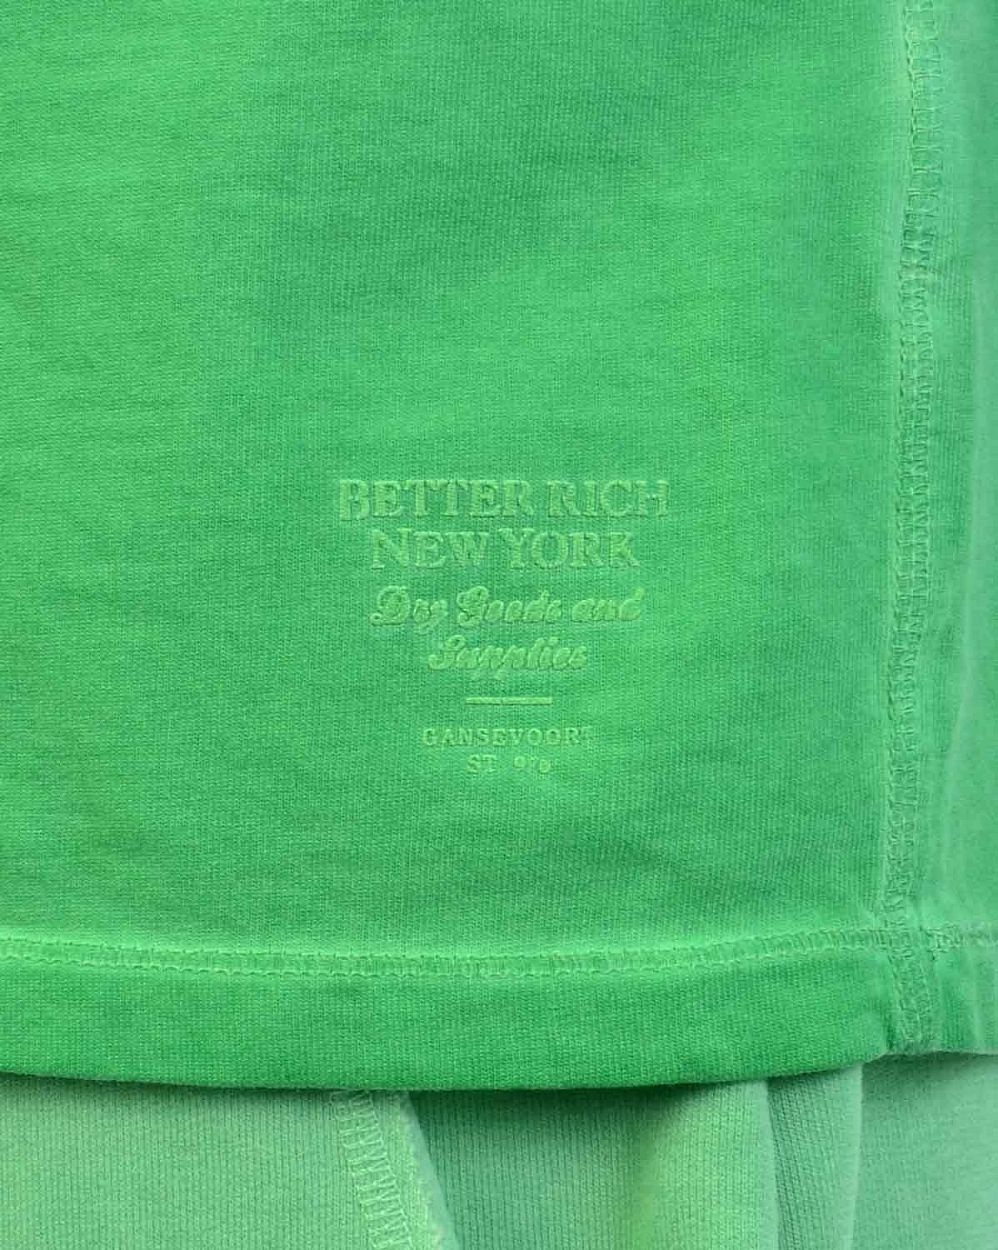 BETTER RICH
NEW YORK
Dry Goods and
Supplies
GANSEVOORT
ST